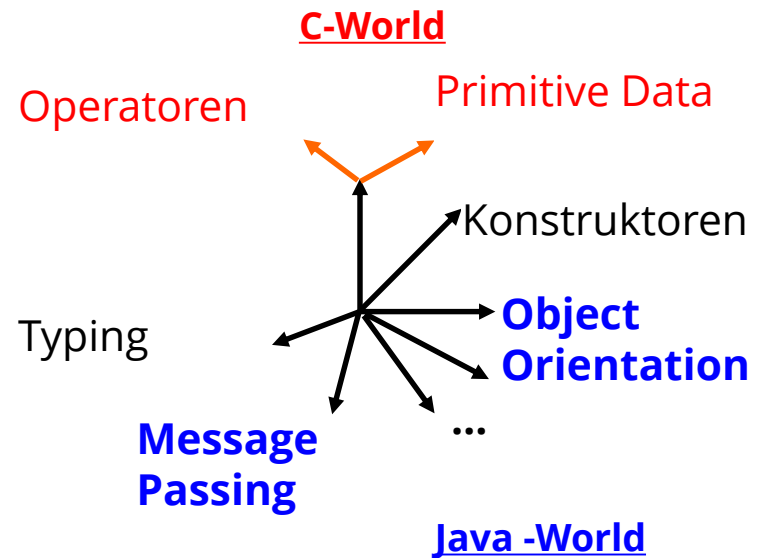 C-World
Operatoren
Primitive Data
Konstruktoren
Typing
Object
Orientation
...
Message
Passing
Java -World